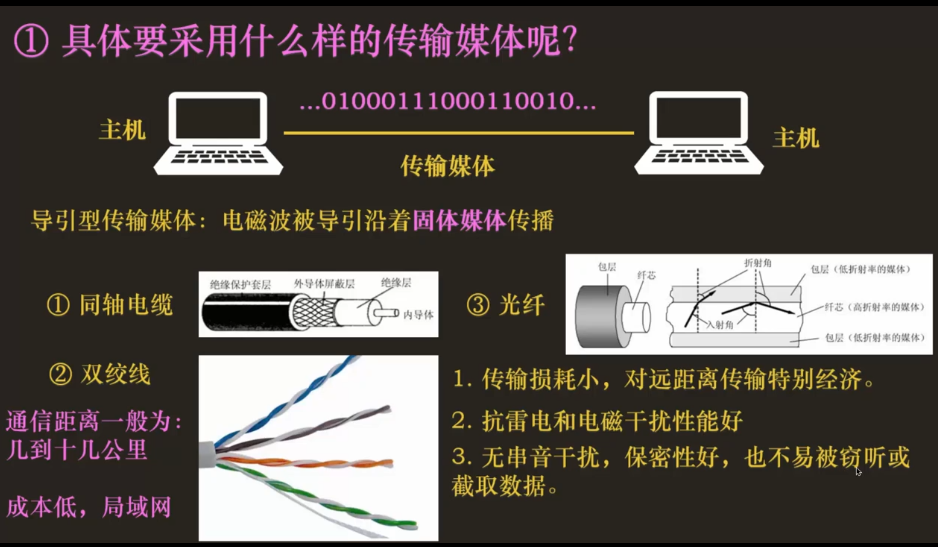 ① 具体要采用什么样的传输媒体呢？
...01000111000110010...
主机
主机
传输媒体
导引型传输媒体：电磁波被导引沿着固体媒体传播
① 同轴电缆
绝缘保护套层
外导体屏蔽层
绝缘层
内导体
③ 光纤
包层
纤芯
折射角
入射角
包层（低折射率的媒体）
纤芯（高折射率的媒体）
包层（低折射率的媒体）
② 双绞线
通信距离一般为：
几到十几公里
成本低，局域网
1. 传输损耗小，对远距离传输特别经济。
2. 抗雷电和电磁干扰性能好
3. 无串音干扰，保密性好，也不易被窃听或
截取数据。